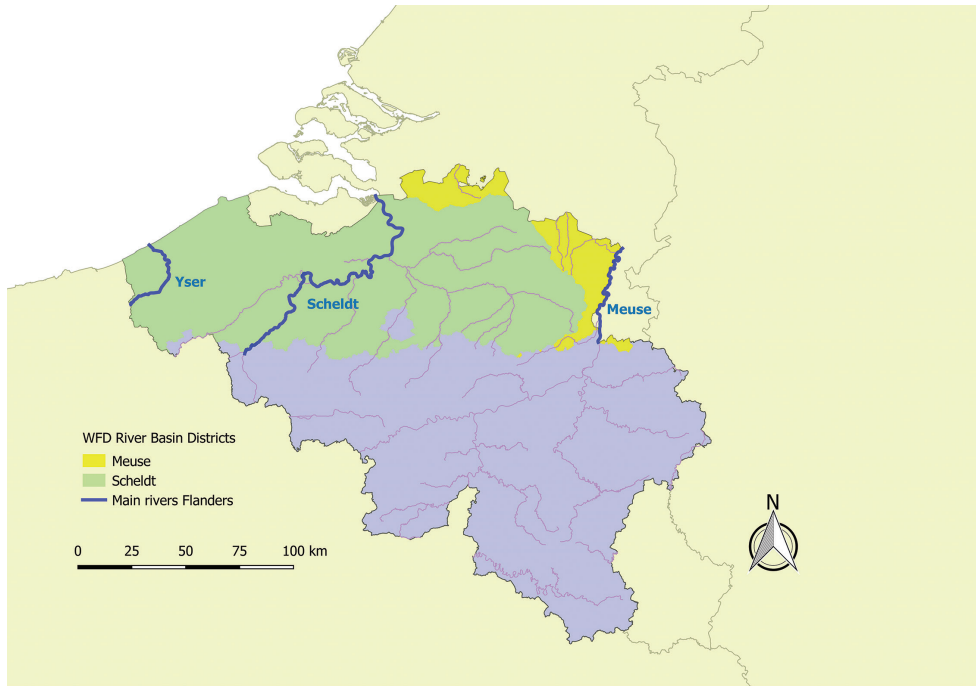 Yser
Scheldt
Meuse
WFD River Basin Districts
Meuse
Scheldt
Main rivers Flanders
0 25 50 75 100 km
N